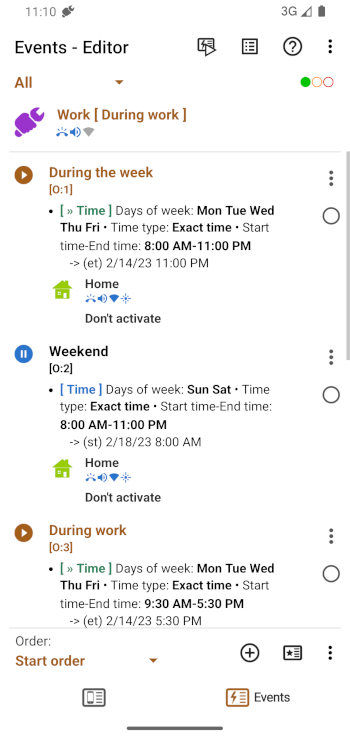 11:10
3G
Events - Editor
All
Work [ During work ]
During the week
[O:1]
• [ » Time ] Days of week: Mon Tue Wed
Thu Fri • Time type: Exact time • Start
time-End time: 8:00 AM-11:00 PM
-> (et) 2/14/23 11:00 PM
Home
Don't activate
Weekend
[O:2]
• [ Time ] Days of week: Sun Sat • Time
type: Exact time • Start time-End time:
8:00 AM-11:00 PM
-> (st) 2/18/23 8:00 AM
Home
Don't activate
During work
[O:3]
• [ » Time ] Days of week: Mon Tue Wed
Thu Fri • Time type: Exact time • Start
time-End time: 9:30 AM-5:30 PM
-> (et) 2/14/23 5:30 PM
Order:
Start order
Events